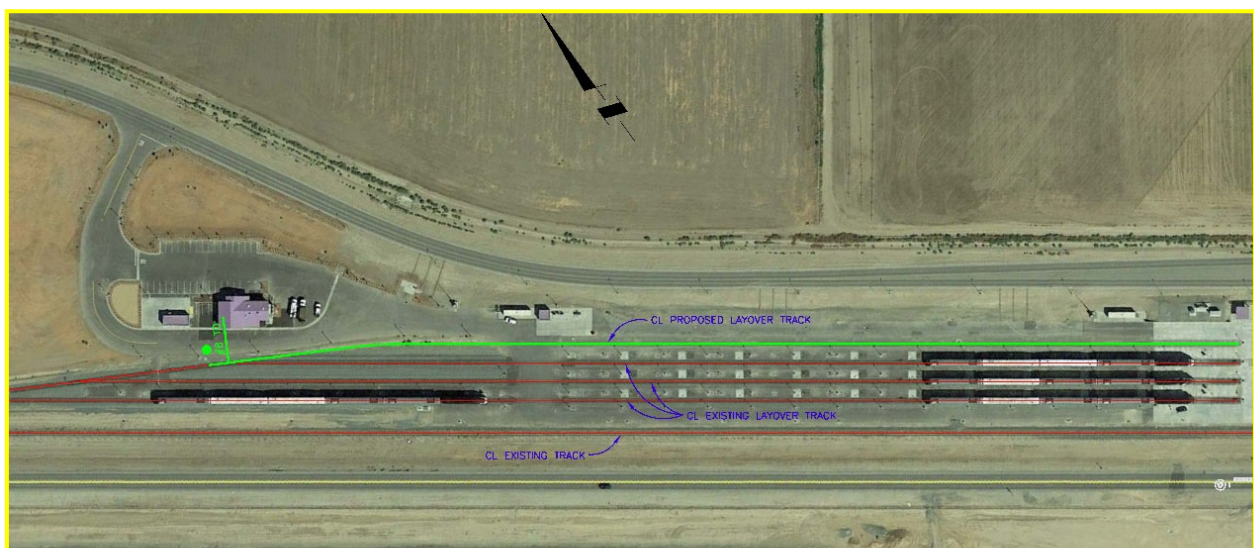 CL PROPOSED LAYOVER TRACK
CL EXISTING LAYOVER TRACK
CL EXISTING TRACK